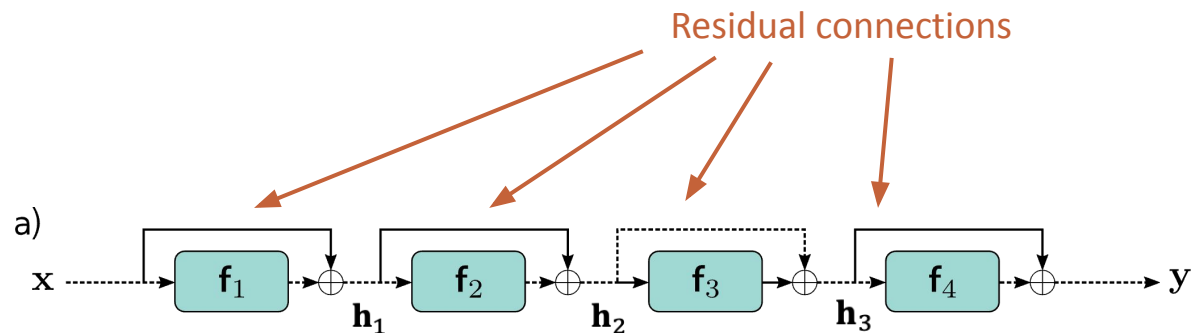 Residual connections
a)
x f₁ f₂ f₃ f₄ y
h₁ h₂ h₃